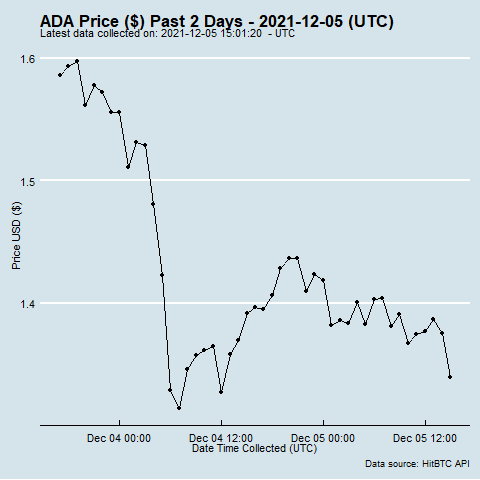 ADA Price ($) Past 2 Days - 2021-12-05 (UTC)
Latest data collected on: 2021-12-05 15:01:20  - UTC
1.6
1.5
1.4
Price USD ($)
Dec 04 00:00
Dec 04 12:00
Dec 05 00:00
Dec 05 12:00
Date Time Collected (UTC)
Data source: HitBTC API